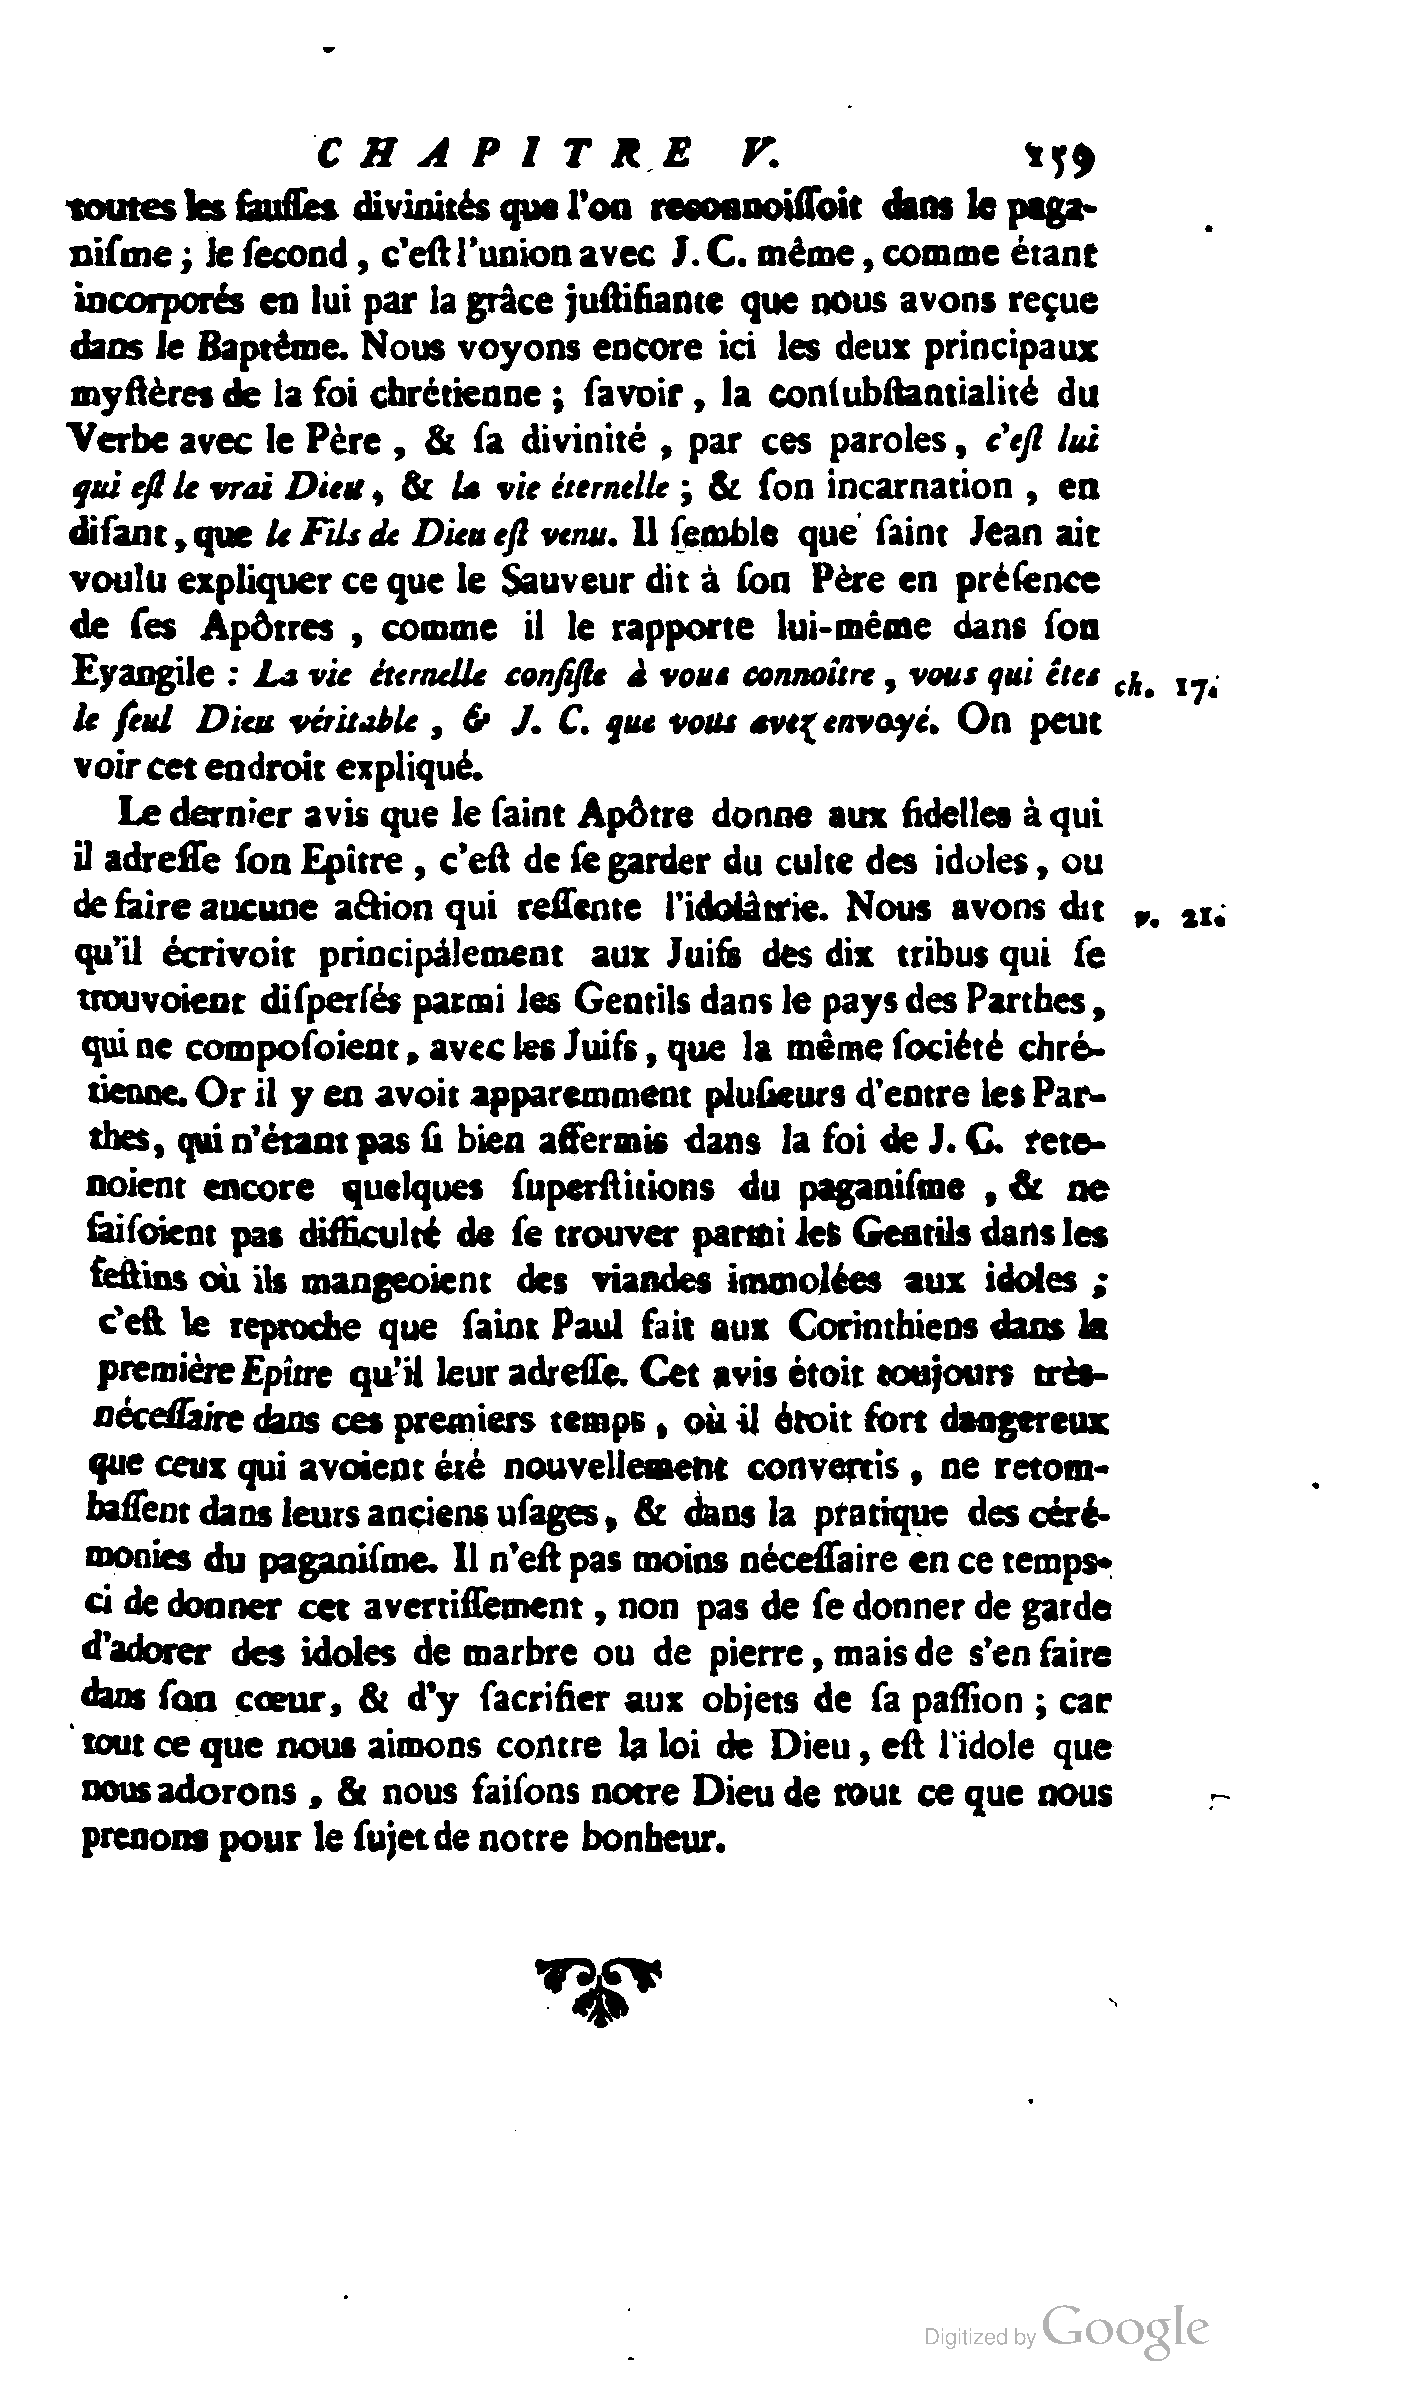 CHAPITRE V. 159
toutes les fauſſes divinités que l'on reconnoiſſoit dans le paga-
niſme ; le ſecond , c'eſt l'union avec J. C. même , comme étant
incorporés en lui par la grâce juſtifiante que nous avons reçue
dans le Baptême. Nous voyons encore ici les deux principaux
myſtères de la foi chrétienne ; ſavoir , la conſubſtantialité du
Verbe avec le Père , & ſa divinité , par ces paroles , c'eſt lui
qui eſt le vrai Dieu , & la vie éternelle ; & ſon incarnation , en
diſant , que le Fils de Dieu eſt venu. Il ſemble que ſaint Jean ait
voulu expliquer ce que le Sauveur dit à ſon Père en préſence
de ſes Apôtres , comme il le rapporte lui-même dans ſon
Eyangile : La vie éternelle conſiſte à vous connoître , vous qui êtes
ch. 17.
le ſeul Dieu véritable , & J. C. que vous avez envoyé. On peut
voir cet endroit expliqué.
Le dernier avis que le ſaint Apôtre donne aux fidelles à qui
il adreſſe ſon Epître , c'eſt de ſe garder du culte des idoles , ou
de faire aucune action qui reſſente l'idolâtrie. Nous avons dit
v. 21.
qu'il écrivoit principalement aux Juifs des dix tribus qui ſe
trouvoient diſperſés parmi les Gentils dans le pays des Parthes ,
qui ne compoſoient , avec les Juifs , que la même ſociété chré-
tienne. Or il y en avoit apparemment pluſieurs d'entre les Par-
thes, qui n'étant pas ſi bien affermis dans la foi de J. C. rete-
noient encore quelques ſuperſtitions du paganiſme , & ne
faiſoient pas difficulté de ſe trouver parmi les Gentils dans les
feſtins où ils mangeoient des viandes immolées aux idoles ;
c'eſt le reproche que ſaint Paul fait aux Corinthiens dans la
première Epître qu'il leur adreſſe. Cet avis étoit toujours très-
néceſſaire dans ces premiers temps , où il étoit fort dangereux
que ceux qui avoient été nouvellement convertis , ne retom-
baſſent dans leurs anciens uſages , & dans la pratique des céré-
monies du paganiſme. Il n'eſt pas moins néceſſaire en ce temps-
ci de donner cet avertiſſement , non pas de ſe donner de garde
d'adorer des idoles de marbre ou de pierre , mais de s'en faire
dans ſon cœur , & d'y ſacrifier aux objets de ſa paſſion ; car
tout ce que nous aimons contre la loi de Dieu , eſt l'idole que
nous adorons , & nous faiſons notre Dieu de tout ce que nous
prenons pour le ſujet de notre bonheur.
Digitized by Google